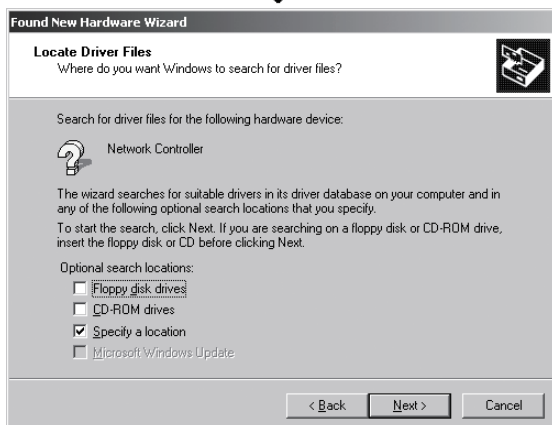 Found New Hardware Wizard
Locate Driver Files
Where do you want Windows to search for driver files?
Search for driver files for the following hardware device:
Network Controller
The wizard searches for suitable drivers in its driver database on your computer and in
any of the following optional search locations that you specify.
To start the search, click Next. If you are searching on a floppy disk or CD-ROM drive,
insert the floppy disk or CD before clicking Next.
Optional search locations:
Floppy disk drives
CD-ROM drives
Specify a location
Microsoft Windows Update
< Back Next > Cancel